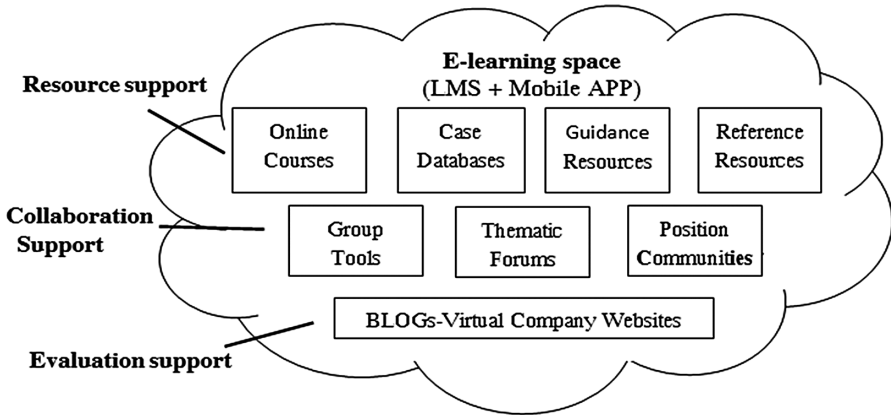 E-learning space
(LMS + Mobile APP)
Resource support
Online
Courses
Case
Databases
Guidance
Resources
Reference
Resources
Collaboration
Support
Group
Tools
Thematic
Forums
Position
Communities
BLOGs-Virtual Company Websites
Evaluation support